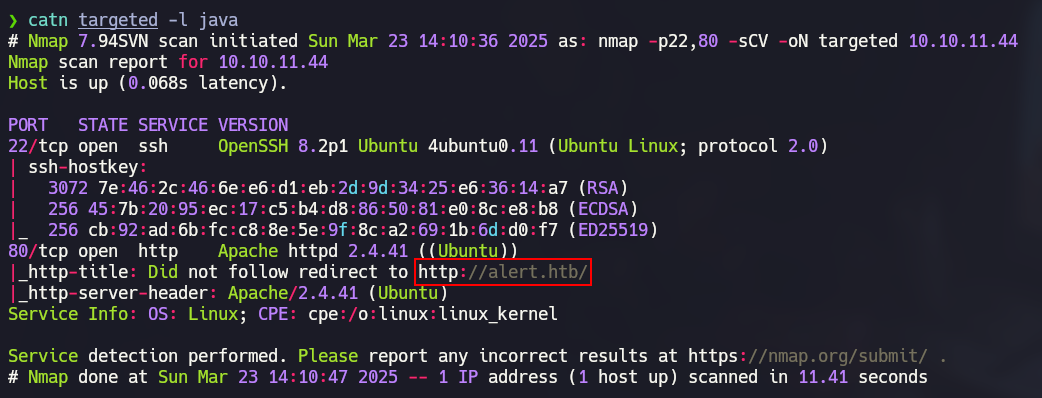 ❯ catn targeted -l java
# Nmap 7.94SVN scan initiated Sun Mar 23 14:10:36 2025 as: nmap -p22,80 -sCV -oN targeted 10.10.11.44
Nmap scan report for 10.10.11.44
Host is up (0.068s latency).

PORT   STATE SERVICE VERSION
22/tcp open  ssh     OpenSSH 8.2p1 Ubuntu 4ubuntu0.11 (Ubuntu Linux; protocol 2.0)
| ssh-hostkey:
|   3072 7e:46:2c:46:6e:e6:d1:eb:2d:9d:34:25:e6:36:14:a7 (RSA)
|   256 45:7b:20:95:ec:17:c5:b4:d8:86:50:81:e0:8c:e8:b8 (ECDSA)
|_  256 cb:92:ad:6b:fc:c8:8e:5e:9f:8c:a2:69:1b:6d:d0:f7 (ED25519)
80/tcp open  http    Apache httpd 2.4.41 ((Ubuntu))
|_http-title: Did not follow redirect to http://alert.htb/
|_http-server-header: Apache/2.4.41 (Ubuntu)
Service Info: OS: Linux; CPE: cpe:/o:linux:linux_kernel

Service detection performed. Please report any incorrect results at https://nmap.org/submit/ .
# Nmap done at Sun Mar 23 14:10:47 2025 -- 1 IP address (1 host up) scanned in 11.41 seconds